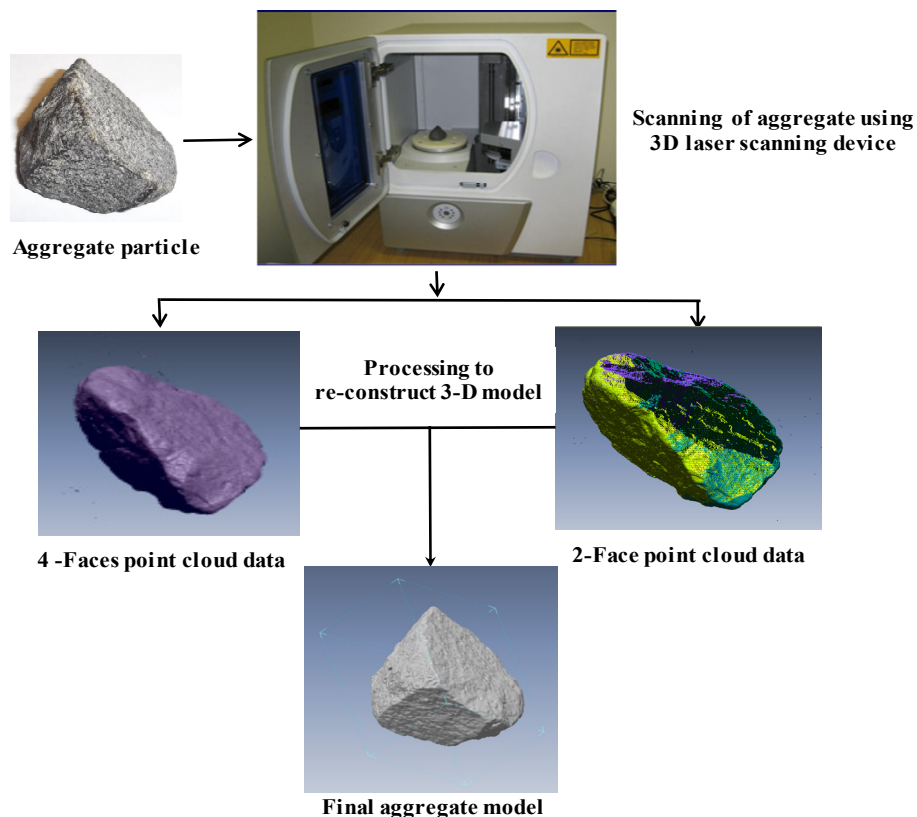 Scanning of aggregate using
3D laser scanning device
Aggregate particle
Processing to
re-construct 3-D model
4 -Faces point cloud data
2-Face point cloud data
Final aggregate model